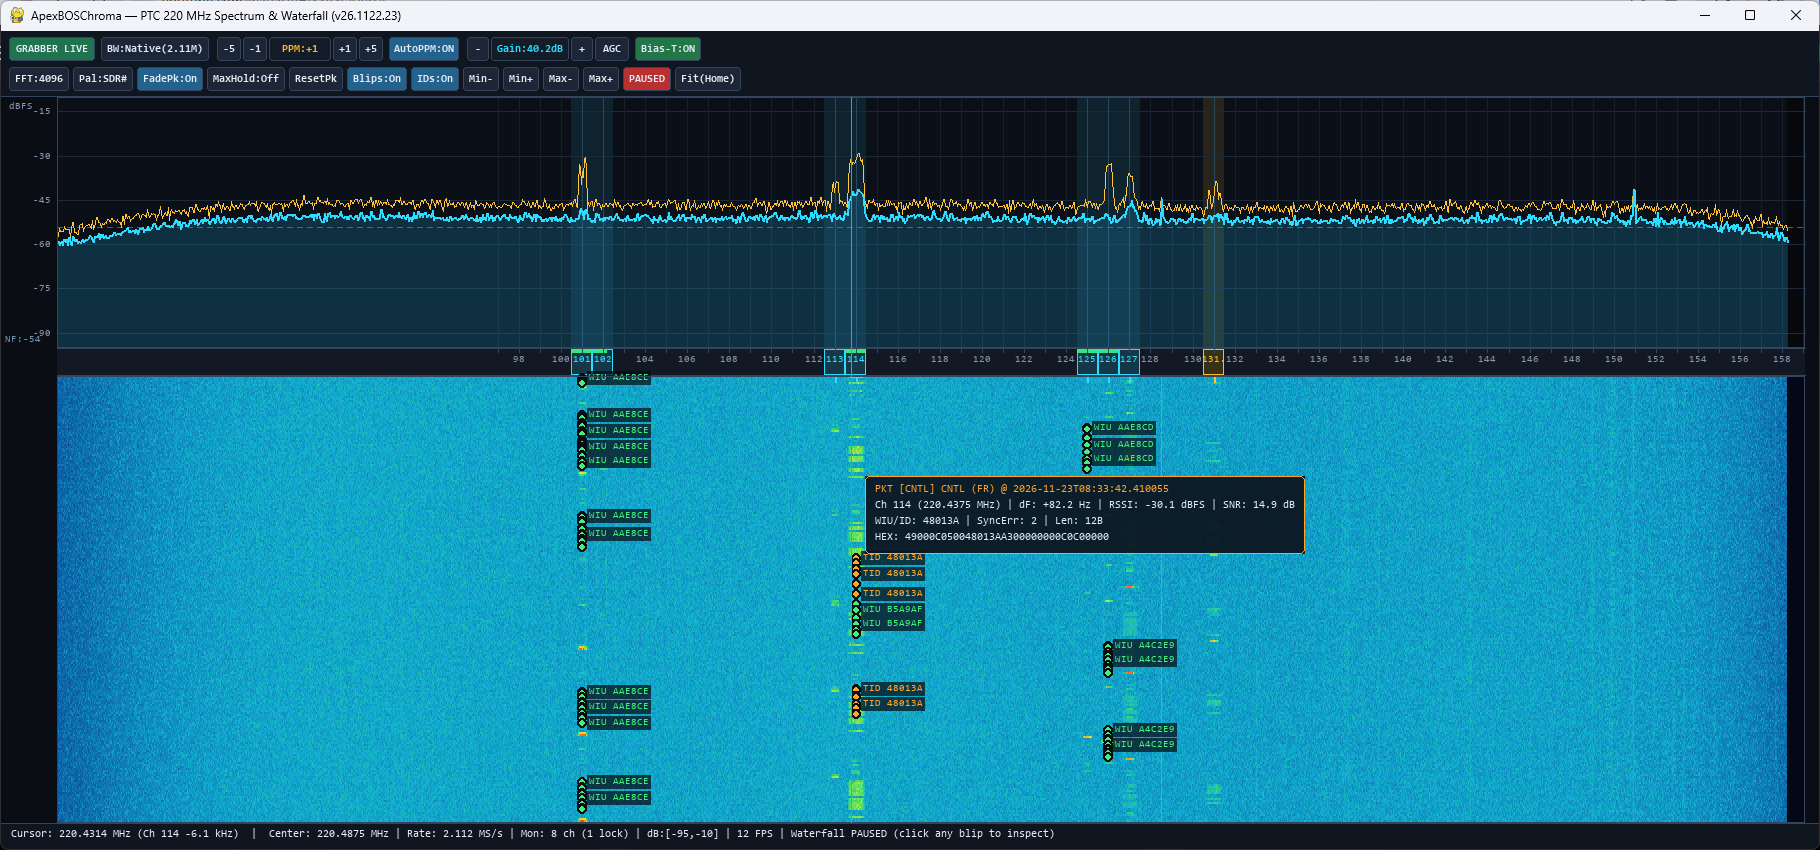 ApexBOSChroma — PTC 220 MHz Spectrum & Waterfall (v26.1122.23)
GRABBER LIVE BW:Native(2.11M) -5 -1 PPM:+1 +1 +5 AutoPPM:ON - Gain:40.2dB + AGC Bias-T:ON
FFT:4096 Pal:SDR# FadePk:On MaxHold:Off ResetPk Blips:On IDs:On Min- Min+ Max- Max+ PAUSED Fit(Home)
dBFS
-15
-30
-45
-60
-75
-90
NF:-54
98 100 101 102 104 106 108 110 112 113 114 116 118 120 122 124 125 126 127 128 130 131 132 134 136 138 140 142 144 146 148 150 152 154 156 158
WIU AAE8CE
WIU AAE8CE
WIU AAE8CE
WIU AAE8CE
WIU AAE8CE
WIU AAE8CD
WIU AAE8CD
WIU AAE8CD
PKT [CNTL] CNTL (FR) @ 2026-11-23T08:33:42.410055
Ch 114 (220.4375 MHz) | dF: +82.2 Hz | RSSI: -30.1 dBFS | SNR: 14.9 dB
WIU/ID: 48013A | SyncErr: 2 | Len: 12B
HEX: 49000C050048013AA300000000C0C00000
WIU AAE8CE
WIU AAE8CE
TID 48013A
TID 48013A
TID 48013A
WIU B5A9AF
WIU B5A9AF
WIU A4C2E9
WIU A4C2E9
WIU AAE8CE
WIU AAE8CE
WIU AAE8CE
TID 48013A
TID 48013A
WIU A4C2E9
WIU A4C2E9
WIU AAE8CE
WIU AAE8CE
Cursor: 220.4314 MHz (Ch 114 -6.1 kHz) | Center: 220.4875 MHz | Rate: 2.112 MS/s | Mon: 8 ch (1 lock) | dB:[-95,-10] | 12 FPS | Waterfall PAUSED (click any blip to inspect)